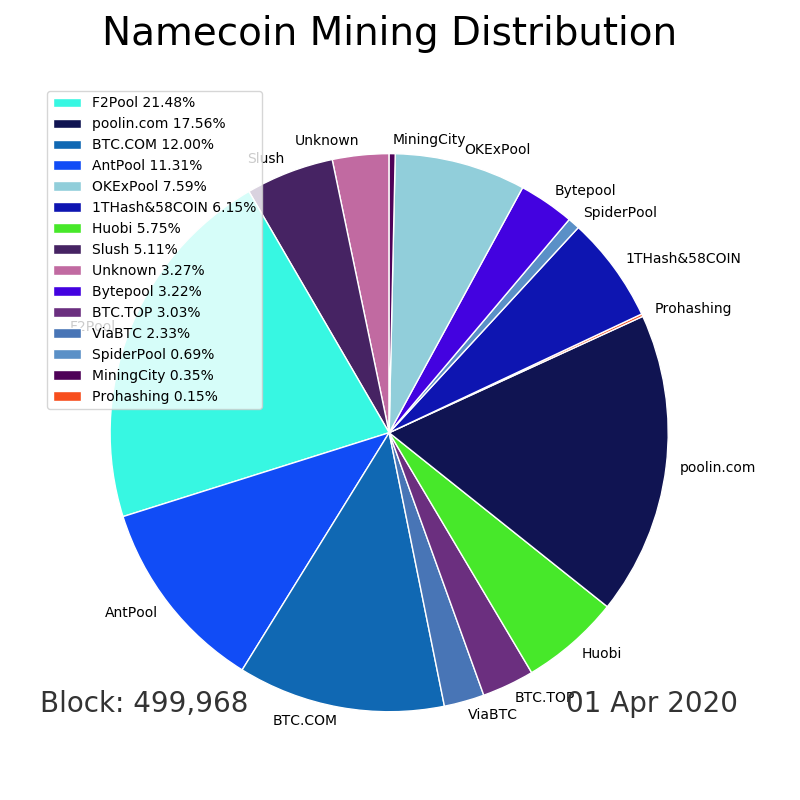 Namecoin Mining Distribution
F2Pool 21.48%
poolin.com 17.56%
BTC.COM 12.00%
AntPool 11.31%
OKExPool 7.59%
1THash&58COIN 6.15%
Huobi 5.75%
Slush 5.11%
Unknown 3.27%
Bytepool 3.22%
BTC.TOP 3.03%
ViaBTC 2.33%
SpiderPool 0.69%
MiningCity 0.35%
Prohashing 0.15%
Slush
Unknown
MiningCity
OKExPool
Bytepool
SpiderPool
1THash&58COIN
Prohashing
F2Pool
poolin.com
AntPool
Huobi
BTC.TOP
ViaBTC
BTC.COM
Block: 499,968
01 Apr 2020